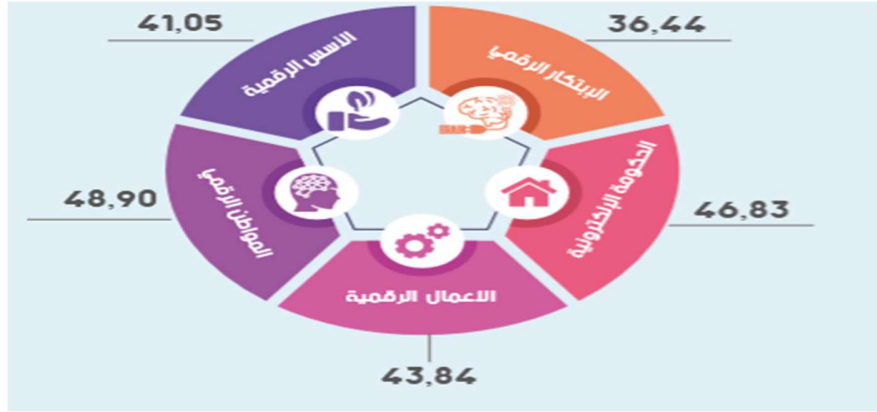 36,44
الإبتكار الرقمي
41,05
الأسس الرقمية
الحكومة الإلكترونية
46,83
المواطن الرقمي
48,90
الأعمال الرقمية
43,84